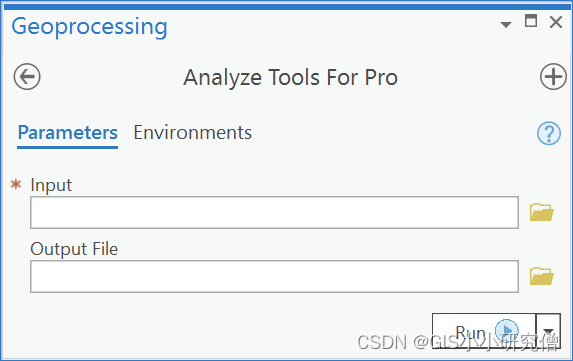 Geoprocessing
Analyze Tools For Pro
Parameters Environments
* Input
Output File
Run
CSDN @GIS小小研究僧